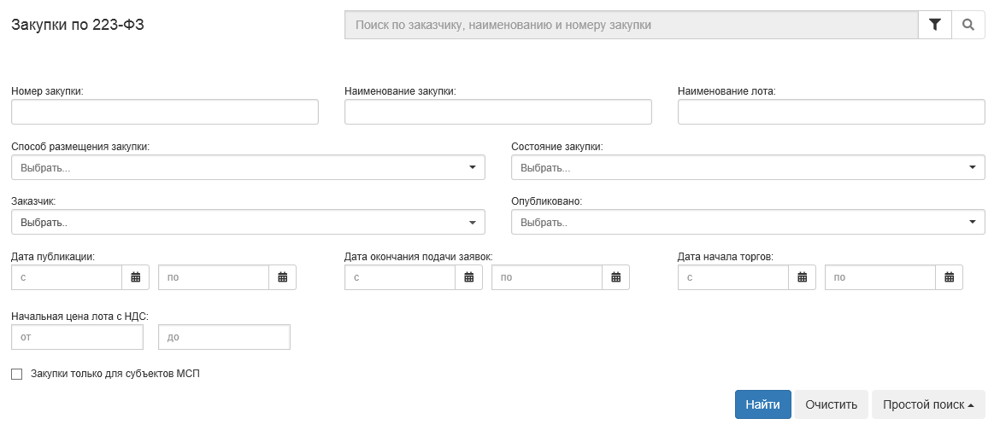 Закупки по 223-ФЗ
Поиск по заказчику, наименованию и номеру закупки
Номер закупки: Наименование закупки: Наименование лота:
Способ размещения закупки: Состояние закупки:
Выбрать... Выбрать...
Заказчик: Опубликовано:
Выбрать.. Выбрать..
Дата публикации: Дата окончания подачи заявок: Дата начала торгов:
с по с по с по
Начальная цена лота с НДС:
от до
Закупки только для субъектов МСП
Найти Очистить Простой поиск